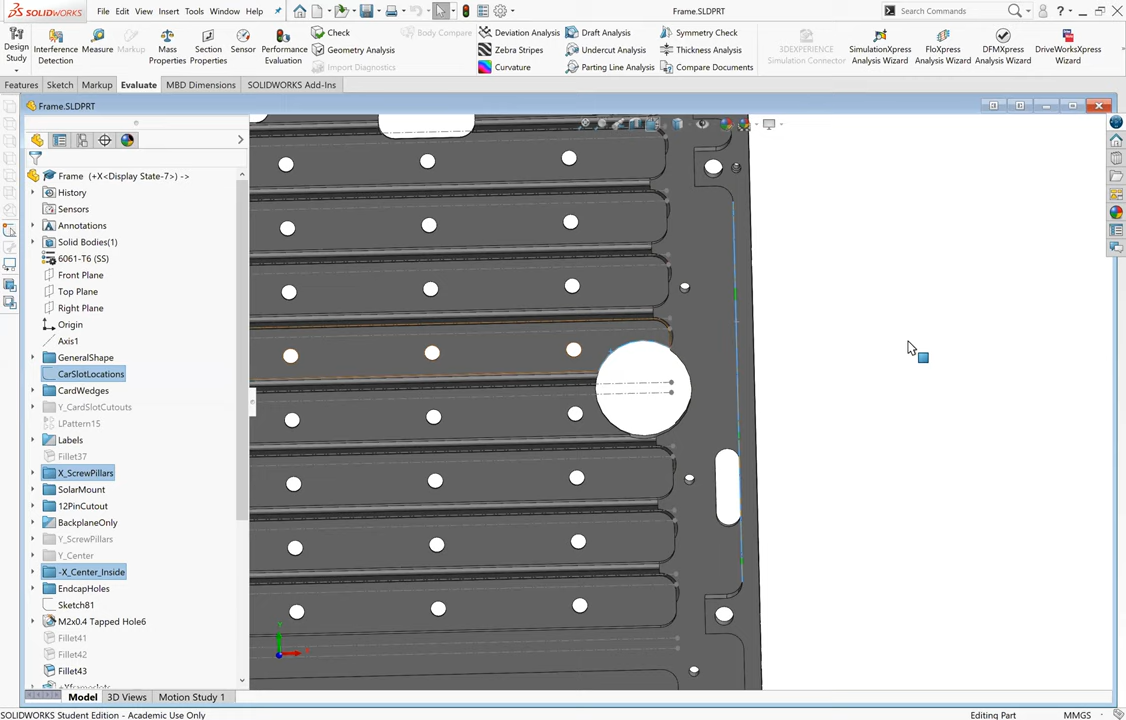 SOLIDWORKS File Edit View Insert Tools Window Help Frame.SLDPRT Search Commands
Design Study
Interference Detection
Measure
Markup
Mass Properties
Section Properties
Sensor
Performance Evaluation
Check
Geometry Analysis
Import Diagnostics
Body Compare
Deviation Analysis
Zebra Stripes
Curvature
Draft Analysis
Undercut Analysis
Parting Line Analysis
Symmetry Check
Thickness Analysis
Compare Documents
3DEXPERIENCE Simulation Connector
SimulationXpress Analysis Wizard
FloXpress Analysis Wizard
DFMXpress Analysis Wizard
DriveWorksXpress Wizard
Features Sketch Markup Evaluate MBD Dimensions SOLIDWORKS Add-Ins
Frame.SLDPRT
Frame (+X<Display State-7>) ->
History
Sensors
Annotations
Solid Bodies(1)
6061-T6 (SS)
Front Plane
Top Plane
Right Plane
Origin
Axis1
GeneralShape
CarSlotLocations
CardWedges
Y_CardSlotCutouts
LPattern15
Labels
Fillet37
X_ScrewPillars
SolarMount
12PinCutout
BackplaneOnly
Y_ScrewPillars
Y_Center
-X_Center_Inside
EndcapHoles
Sketch81
M2x0.4 Tapped Hole6
Fillet41
Fillet42
Fillet43
Model 3D Views Motion Study 1
SOLIDWORKS Student Edition - Academic Use Only Editing Part MMGS